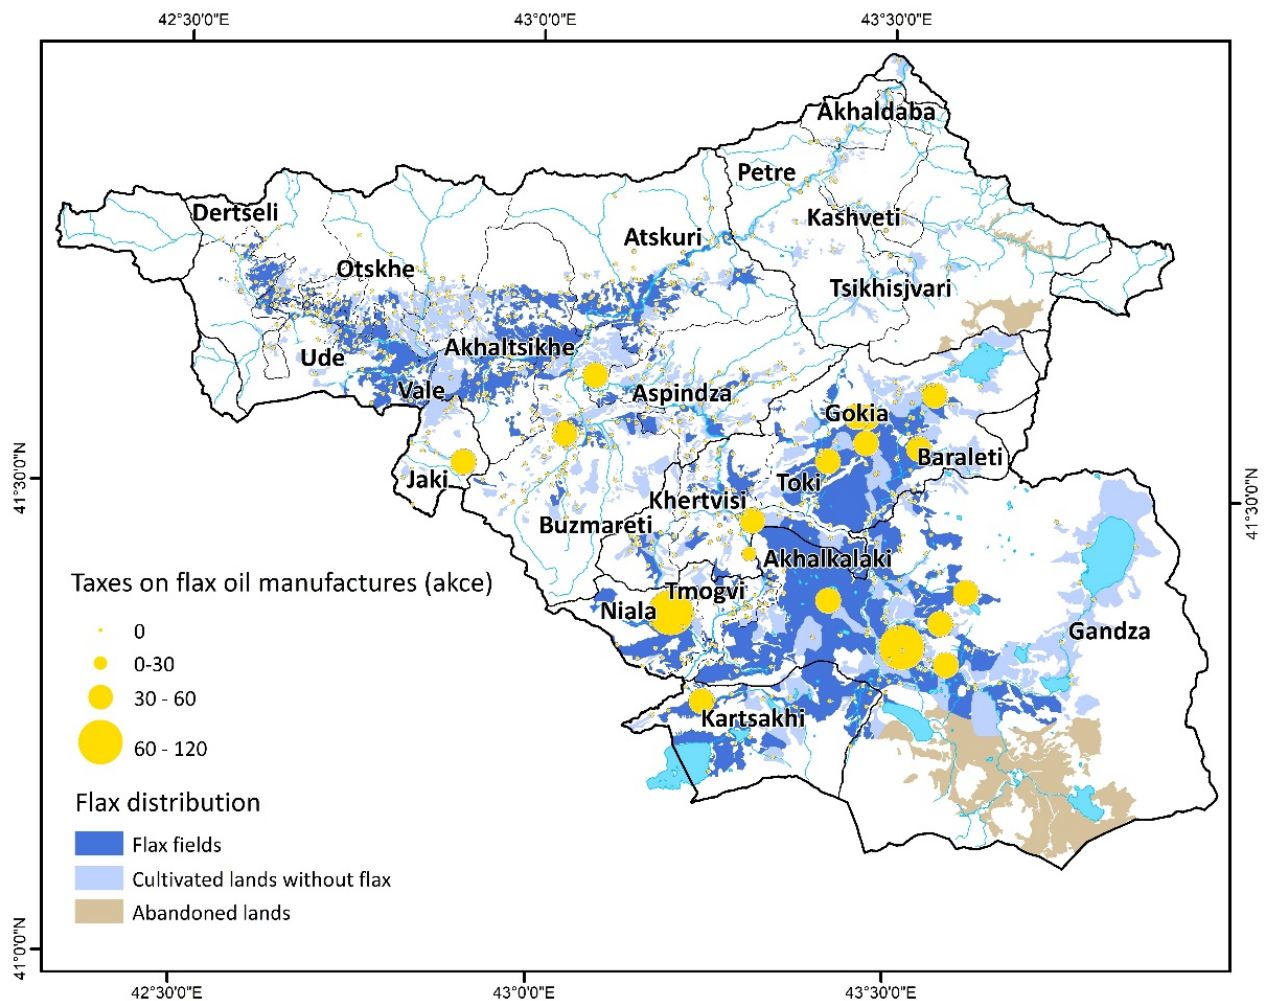 42°30'0"E 43°0'0"E 43°30'0"E
Akhaldaba
Petre
Dertseli
Kashveti
Atskuri
Otskhe
Tsikhisjvari
Akhaltsikhe
Ude
Vale
Aspindza
Gokia
Baraleti
Jaki
Toki
41°30'0"N
41°30'0"N
Khertvisi
Buzmareti
Akhalkalaki
Taxes on flax oil manufactures (akce)
Tmogvi
Niala
0
Gandza
0-30
30 - 60
Kartsakhi
60 - 120
Flax distribution
Flax fields
Cultivated lands without flax
Abandoned lands
41°0'0"N
42°30'0"E 43°0'0"E 43°30'0"E